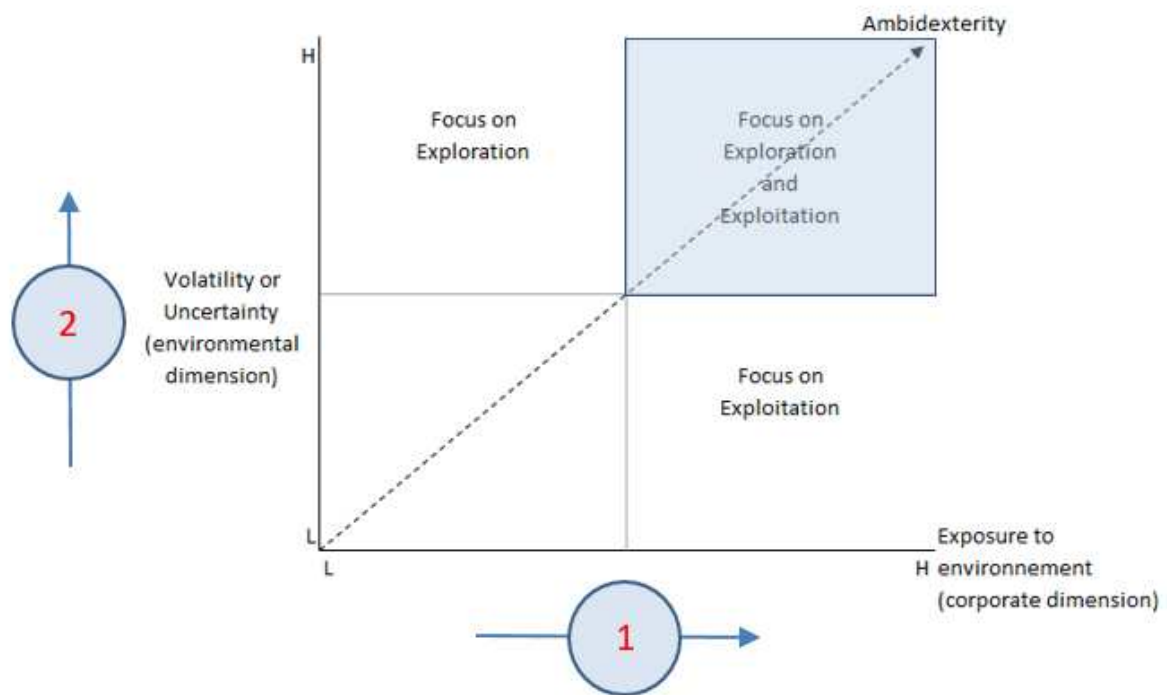 Ambidexterity
H
Focus on
Exploration
Focus on
Exploration
and
Exploitation
2
Volatility or
Uncertainty
(environmental
dimension)
Focus on
Exploitation
L
L
H
Exposure to
environnement
(corporate dimension)
1